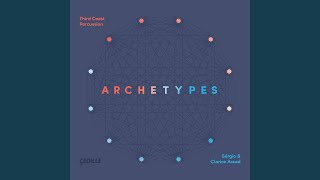 Third Coast
Percussion
ARCHETYPES
CEDILLE
Sérgio &
Clarice Assad